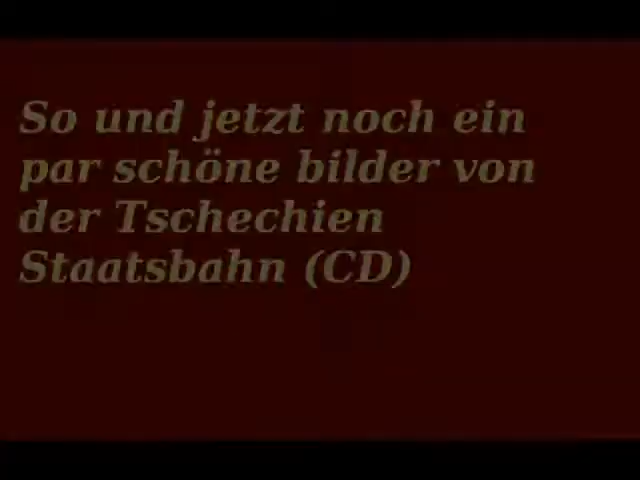 So und jetzt noch ein
par schöne bilder von
der Tschechien
Staatsbahn (CD)